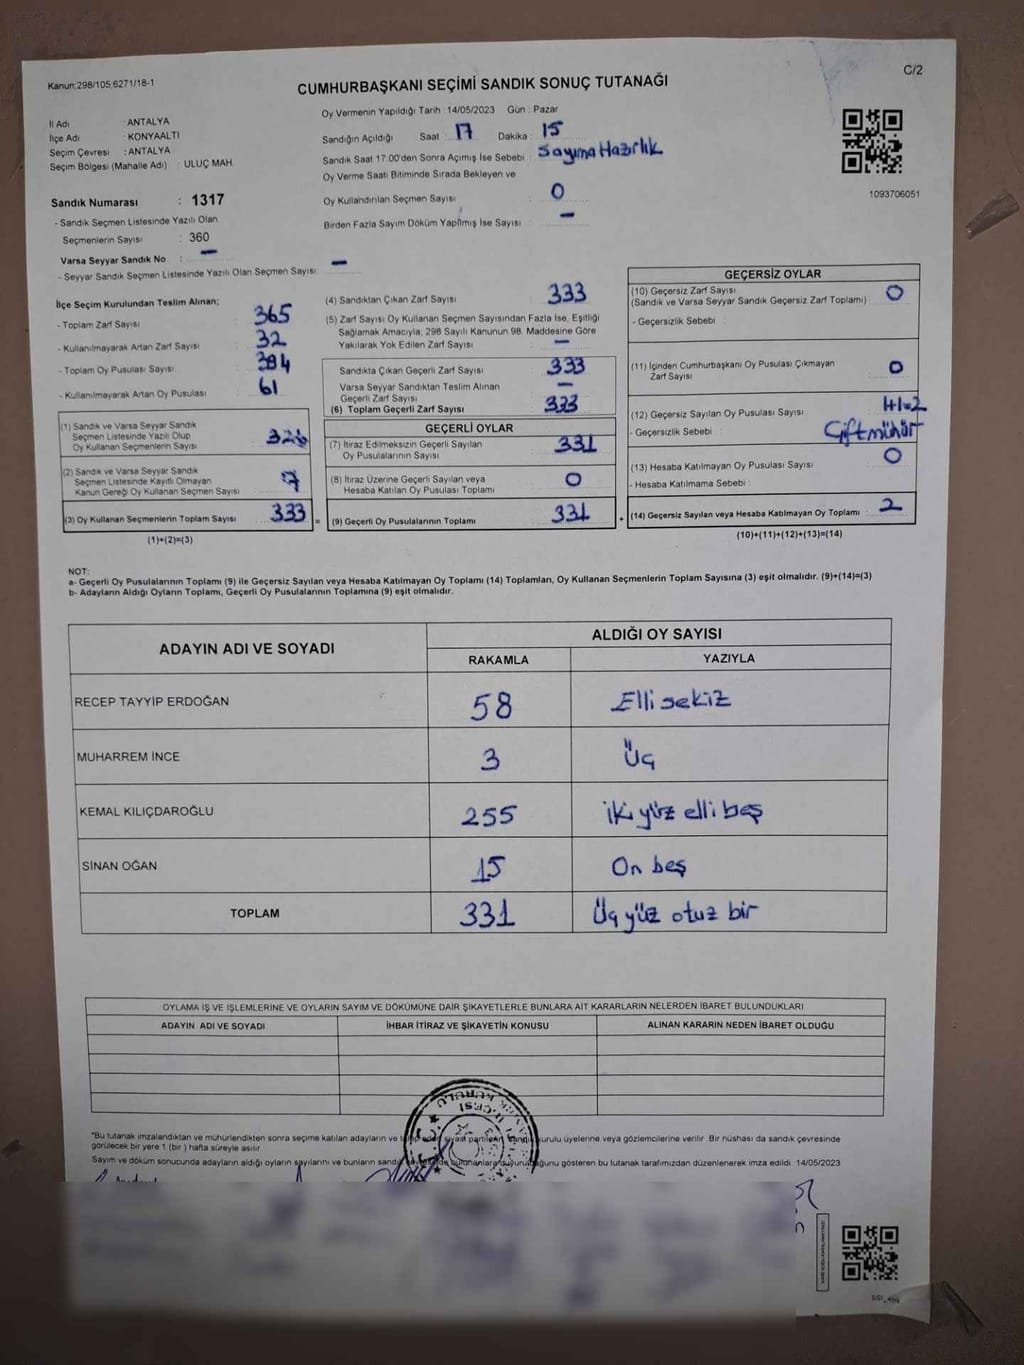 Kanun;298/105;6271/18-1
C/2
CUMHURBAŞKANI SEÇİMİ SANDIK SONUÇ TUTANAĞI
İl Adı : ANTALYA
İlçe Adı : KONYAALTI
Seçim Çevresi : ANTALYA
Seçim Bölgesi (Mahalle Adı) : ULUÇ MAH.
Sandık Numarası : 1317
- Sandık Seçmen Listesinde Yazılı Olan
Seçmenlerin Sayısı : 360
Varsa Seyyar Sandık No : —
- Seyyar Sandık Seçmen Listesinde Yazılı Olan Seçmen Sayısı: —
Oy Vermenin Yapıldığı Tarih : 14/05/2023 Gün : Pazar
Sandığın Açıldığı Saat : 17 Dakika : 15
Sandık Saat 17:00'den Sonra Açılmış İse Sebebi : Sayıma Hazırlık
Oy Verme Saati Bitiminde Sırada Bekleyen ve
Oy Kullandırılan Seçmen Sayısı : 0
Birden Fazla Sayım Döküm Yapılmış İse Sayısı : —
1093706051
İlçe Seçim Kurulundan Teslim Alınan;
- Toplam Zarf Sayısı : 365
- Kullanılmayarak Artan Zarf Sayısı : 32
- Toplam Oy Pusulası Sayısı : 394
- Kullanılmayarak Artan Oy Pusulası : 61
(1) Sandık ve Varsa Seyyar Sandık
Seçmen Listesinde Yazılı Olup
Oy Kullanan Seçmenlerin Sayısı : 326
(2) Sandık ve Varsa Seyyar Sandık
Seçmen Listesinde Kayıtlı Olmayan
Kanun Gereği Oy Kullanan Seçmen Sayısı : 7
(3) Oy Kullanan Seçmenlerin Toplam Sayısı : 333
(1)+(2)=(3)
(4) Sandıktan Çıkan Zarf Sayısı : 333
(5) Zarf Sayısı Oy Kullanan Seçmen Sayısından Fazla İse, Eşitliği
Sağlamak Amacıyla, 298 Sayılı Kanunun 98. Maddesine Göre
Yakılarak Yok Edilen Zarf Sayısı : —
Sandıkta Çıkan Geçerli Zarf Sayısı : 333
Varsa Seyyar Sandıktan Teslim Alınan
Geçerli Zarf Sayısı : —
(6) Toplam Geçerli Zarf Sayısı : 333
GEÇERLİ OYLAR
(7) İtiraz Edilmeksizin Geçerli Sayılan
Oy Pusulalarının Sayısı : 331
(8) İtiraz Üzerine Geçerli Sayılan veya
Hesaba Katılan Oy Pusulası Toplamı : 0
= (9) Geçerli Oy Pusulalarının Toplamı : 331 +
GEÇERSİZ OYLAR
(10) Geçersiz Zarf Sayısı : 0
(Sandık ve Varsa Seyyar Sandık Geçersiz Zarf Toplamı)
- Geçersizlik Sebebi :
(11) İçinden Cumhurbaşkanı Oy Pusulası Çıkmayan
Zarf Sayısı : 0
(12) Geçersiz Sayılan Oy Pusulası Sayısı : 1+1=2
- Geçersizlik Sebebi : Çift mühür
(13) Hesaba Katılmayan Oy Pusulası Sayısı : 0
- Hesaba Katılmama Sebebi :
(14) Geçersiz Sayılan veya Hesaba Katılmayan Oy Toplamı : 2
(10)+(11)+(12)+(13)=(14)
NOT:
a- Geçerli Oy Pusulalarının Toplamı (9) ile Geçersiz Sayılan veya Hesaba Katılmayan Oy Toplamı (14) Toplamları, Oy Kullanan Seçmenlerin Toplam Sayısına (3) eşit olmalıdır. (9)+(14)=(3)
b- Adayların Aldığı Oyların Toplamı, Geçerli Oy Pusulalarının Toplamına (9) eşit olmalıdır.
ADAYIN ADI VE SOYADI
ALDIĞI OY SAYISI
RAKAMLA YAZIYLA
RECEP TAYYİP ERDOĞAN 58 Elli sekiz
MUHARREM İNCE 3 Üç
KEMAL KILIÇDAROĞLU 255 iki yüz elli beş
SİNAN OĞAN 15 On beş
TOPLAM 331 Üç yüz otuz bir
OYLAMA İŞ VE İŞLEMLERİNE VE OYLARIN SAYIM VE DÖKÜMÜNE DAİR ŞİKAYETLERLE BUNLARA AİT KARARLARIN NELERDEN İBARET BULUNDUKLARI
ADAYIN ADI VE SOYADI İHBAR İTİRAZ VE ŞİKAYETİN KONUSU ALINAN KARARIN NEDEN İBARET OLDUĞU
*Bu tutanak imzalandıktan ve mühürlendikten sonra seçime katılan adayların ve siyasi partilerin kurulu üyelerine veya gözlemcilerine verilir. Bir nüshası da sandık çevresinde
görülecek bir yere 1 (bir) hafta süreyle asılır.
Sayım ve döküm sonucunda adayların aldığı oyların sayılarını ve bunların gösteren bu tutanak tarafımızdan düzenlenerek imza edildi. 14/05/2023